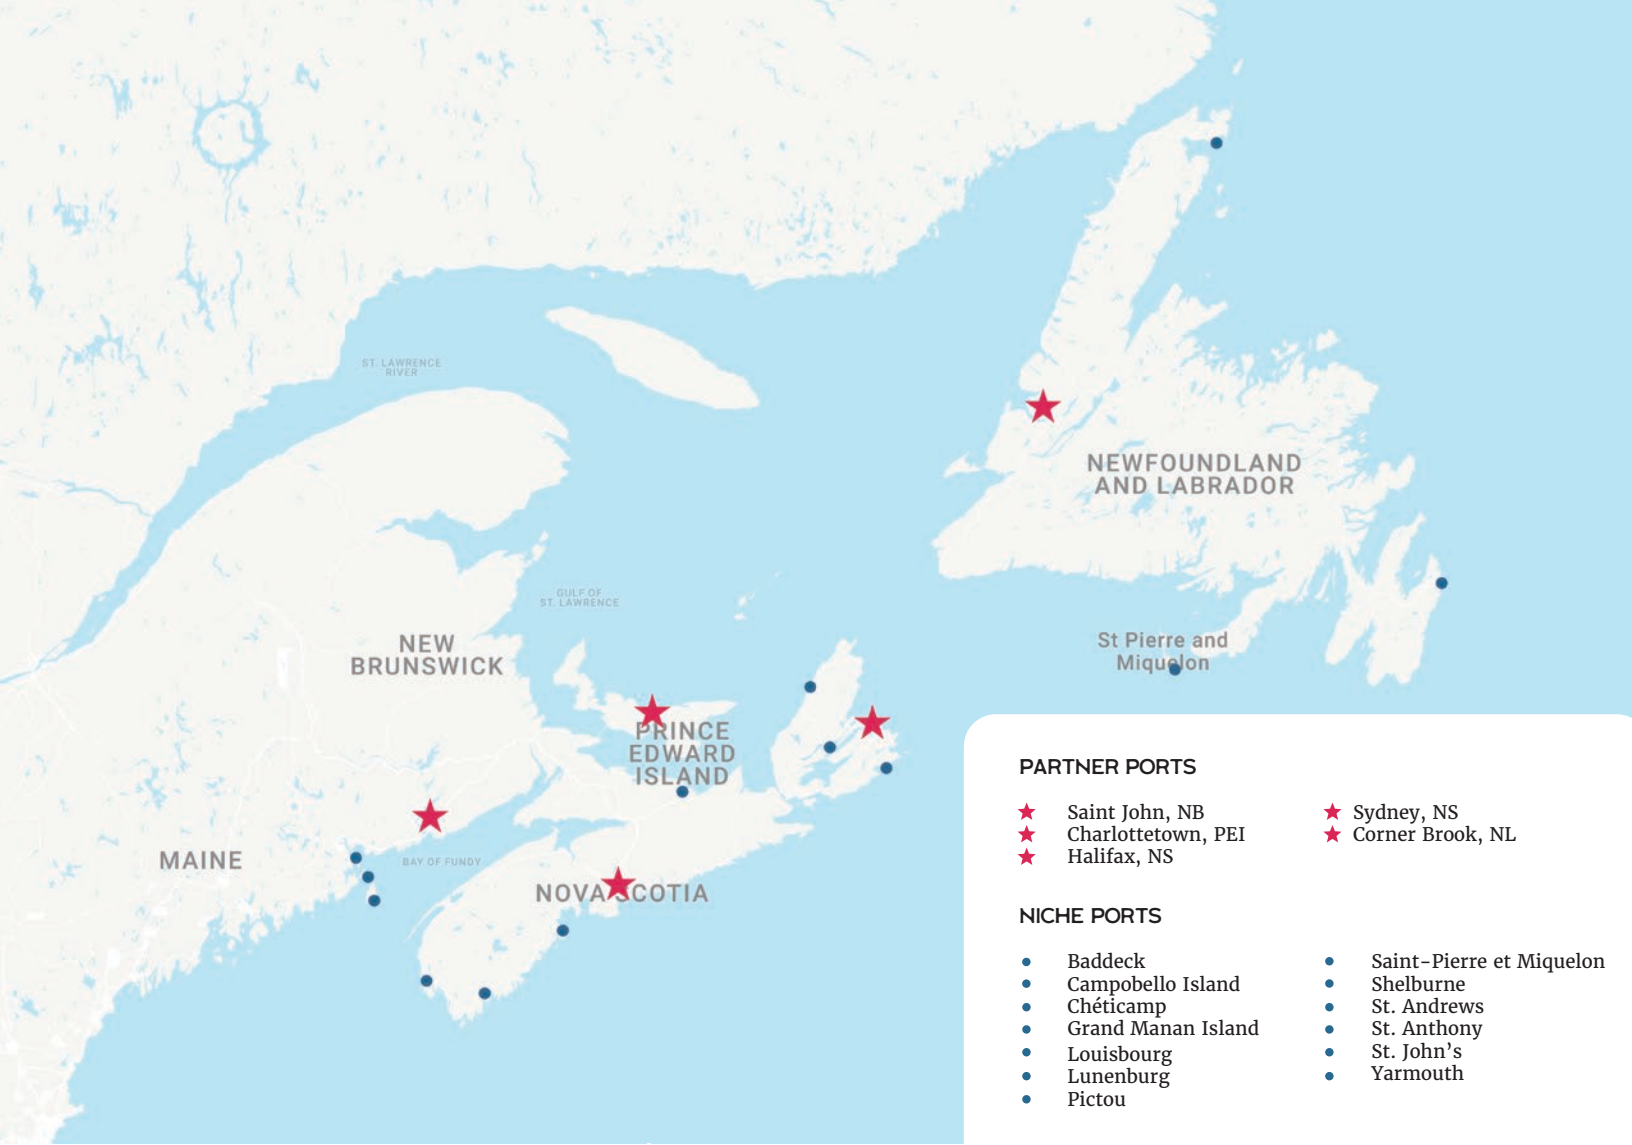 ST. LAWRENCE
RIVER
NEWFOUNDLAND
AND LABRADOR
GULF OF
ST. LAWRENCE
NEW
BRUNSWICK
St Pierre and
Miquelon
PRINCE
EDWARD
ISLAND
MAINE
BAY OF FUNDY
NOVA SCOTIA
PARTNER PORTS
Saint John, NB
Charlottetown, PEI
Halifax, NS
Sydney, NS
Corner Brook, NL
NICHE PORTS
Baddeck
Campobello Island
Chéticamp
Grand Manan Island
Louisbourg
Lunenburg
Pictou
Saint-Pierre et Miquelon
Shelburne
St. Andrews
St. Anthony
St. John’s
Yarmouth